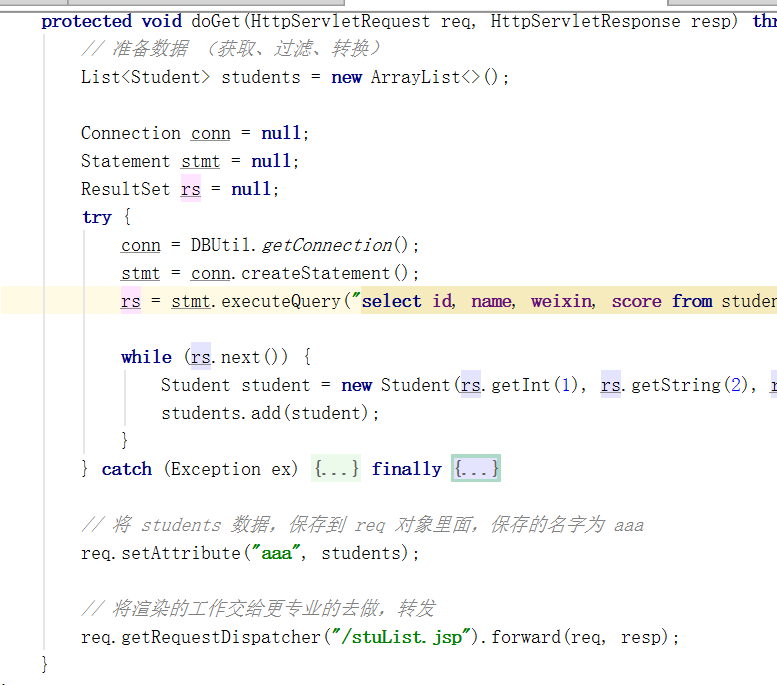 protected void doGet(HttpServletRequest req, HttpServletResponse resp)
// 准备数据 （获取、过滤、转换）
List<Student> students = new ArrayList<>();
Connection conn = null;
Statement stmt = null;
ResultSet rs = null;
try {
conn = DBUtil.getConnection();
stmt = conn.createStatement();
rs = stmt.executeQuery("select id, name, weixin, score from
while (rs.next()) {
Student student = new Student(rs.getInt(1), rs.getString(2),
students.add(student);
}
} catch (Exception ex) {...} finally {...}
// 将 students 数据，保存到 req 对象里面，保存的名字为 aaa
req.setAttribute("aaa", students);
// 将渲染的工作交给更专业的去做，转发
req.getRequestDispatcher("/stuList.jsp").forward(req, resp);
}